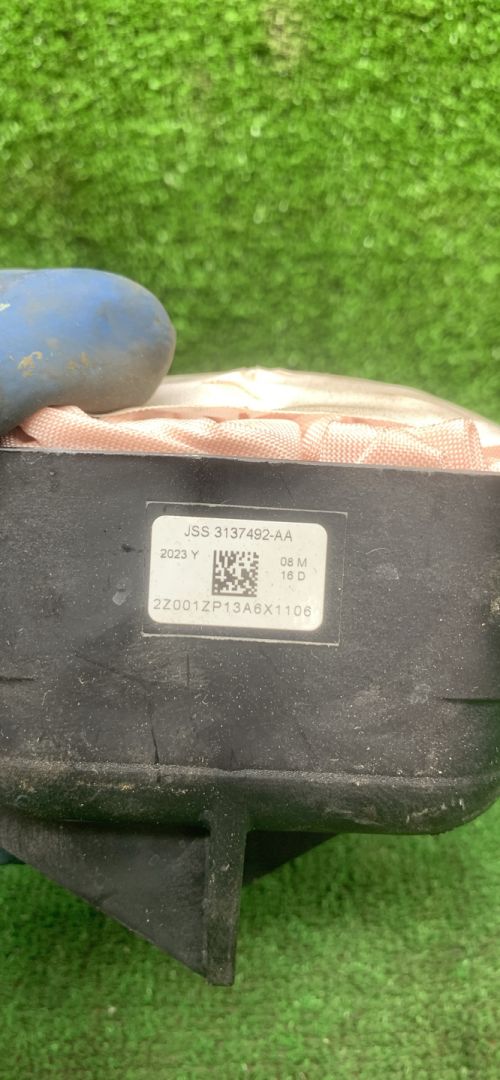 JSS 3137492-AA
2023 Y
08 M
16 D
2Z001ZP13A6X1106